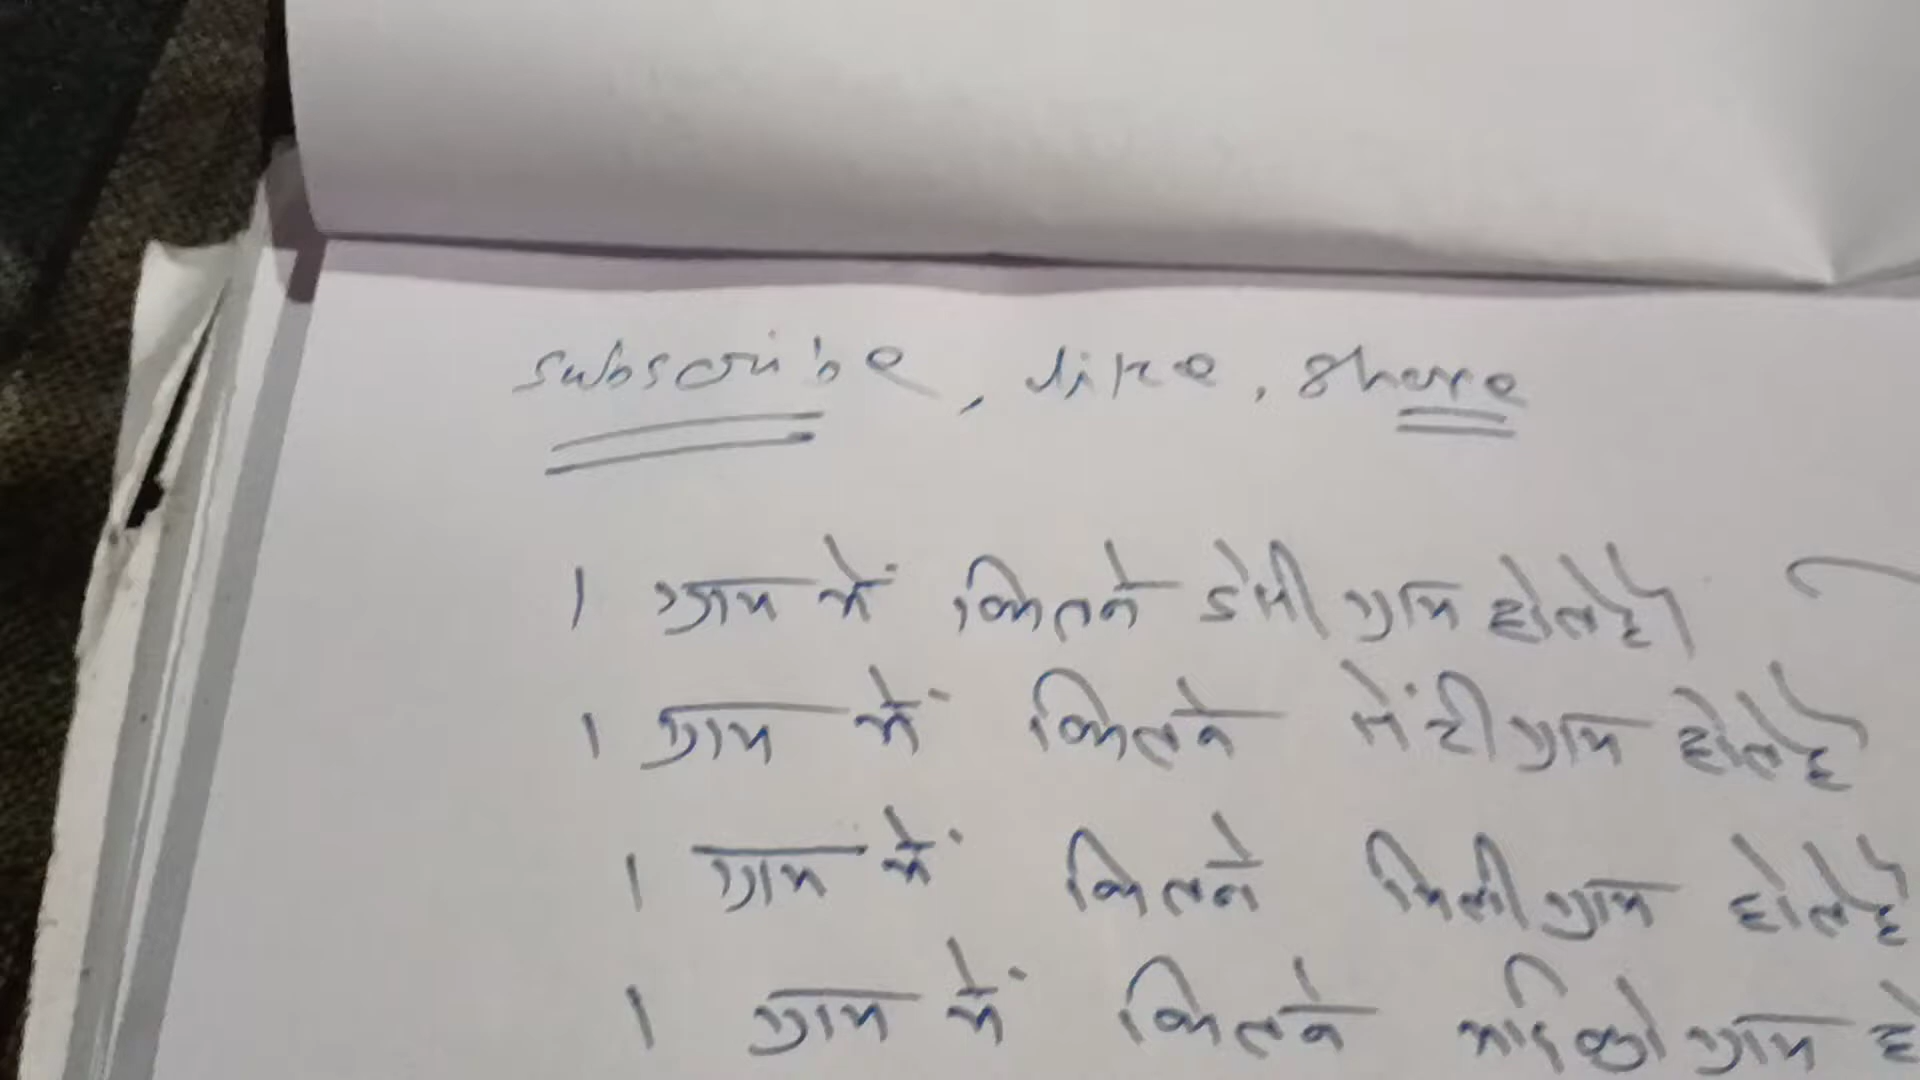 subscribe, like, share
1 ग्राम में कितने डेसी ग्राम होते है।
1 ग्राम में कितने सेंटी ग्राम होते है
1 ग्राम में कितने मिली ग्राम होते है
1 ग्राम में कितने माइक्रो ग्राम